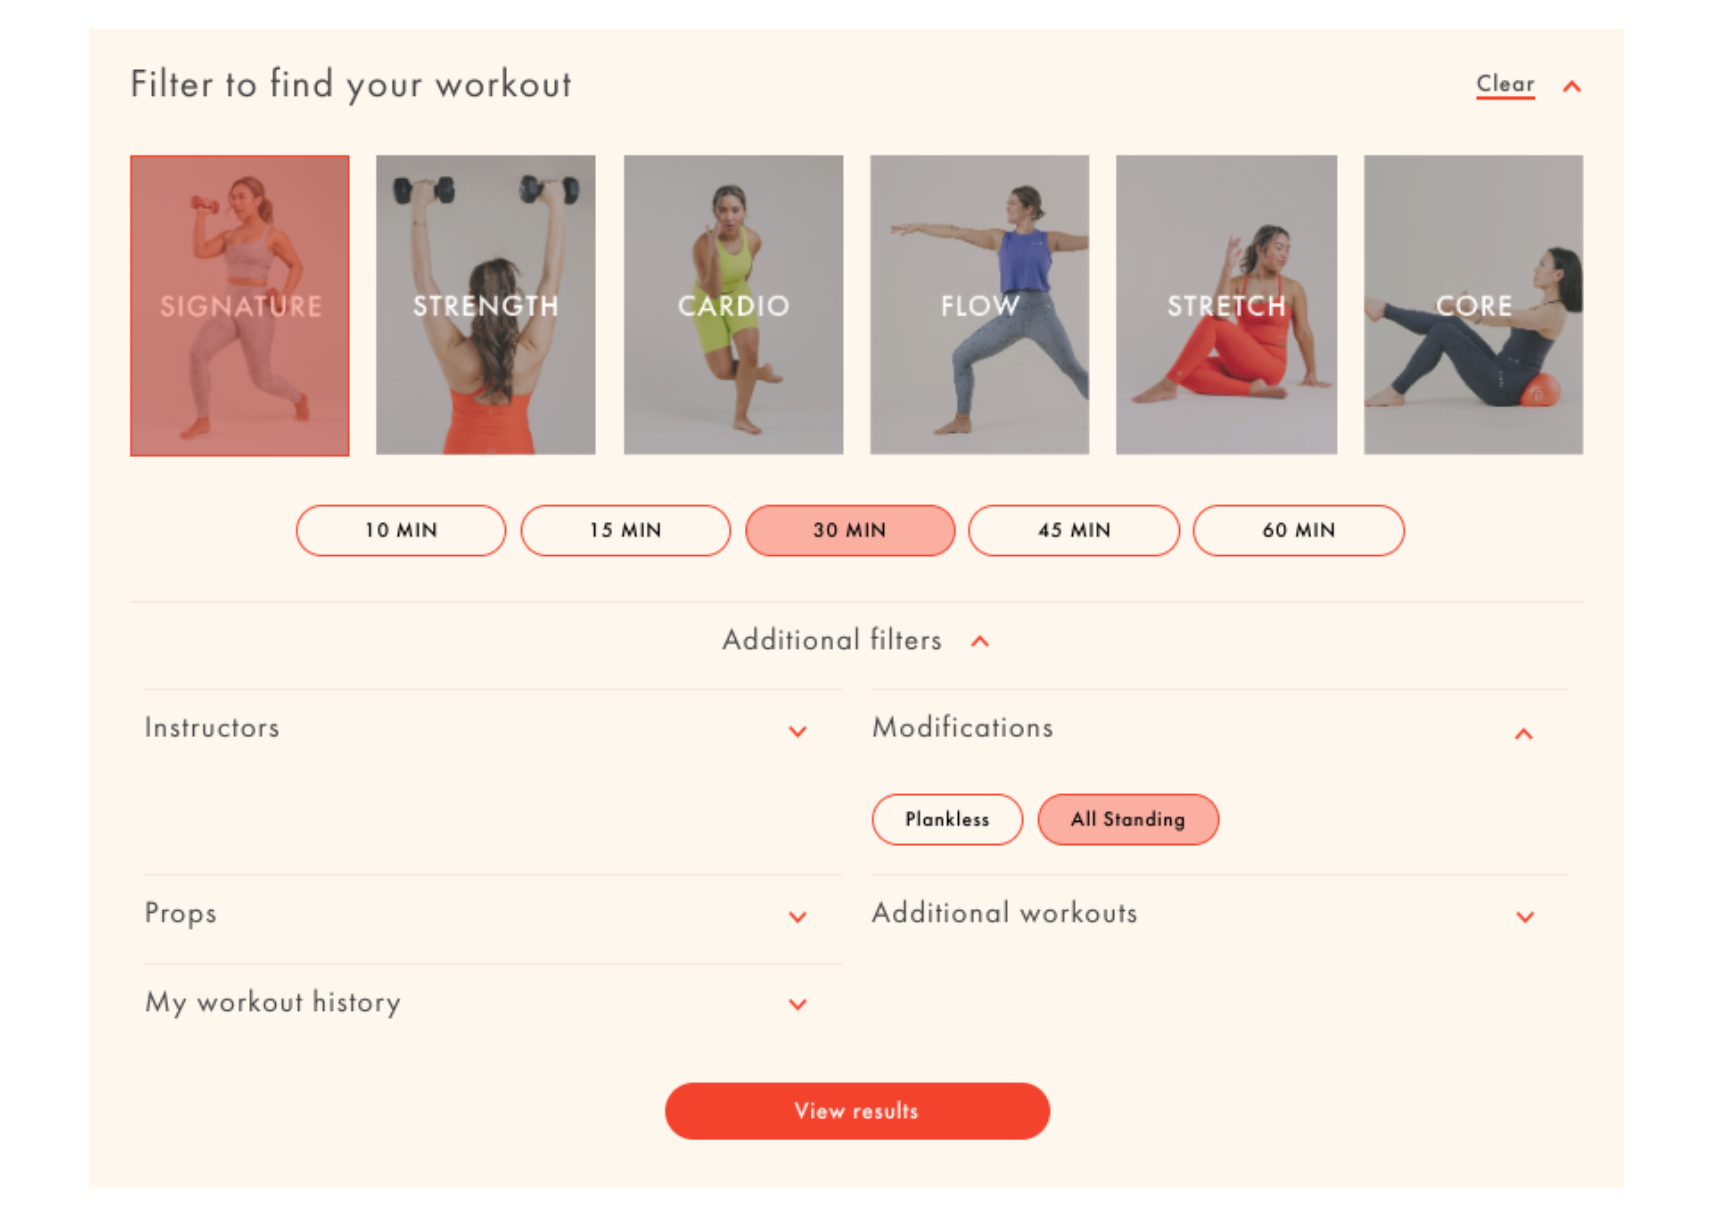 Filter to find your workout
Clear
SIGNATURE
STRENGTH
CARDIO
FLOW
STRETCH
CORE
10 MIN
15 MIN
30 MIN
45 MIN
60 MIN
Additional filters
Instructors
Modifications
Plankless
All Standing
Props
Additional workouts
My workout history
View results